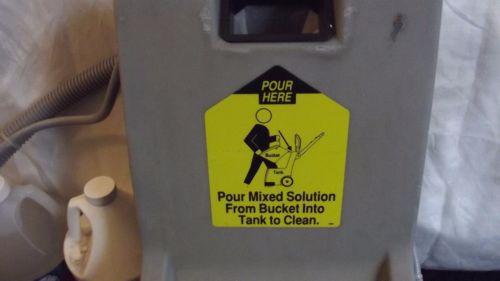 POUR
HERE
Bucket
Tank
Pour Mixed Solution
From Bucket Into
Tank to Clean.